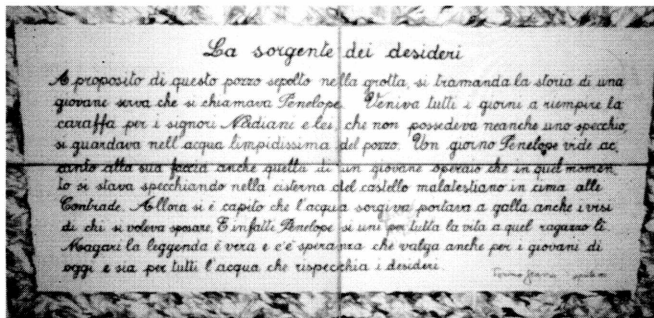 La sorgente dei desideri
A proposito di questo pozzo sepolto nella grotta, si tramanda la storia di una
giovane serva che si chiamava Penelope. Veniva tutti i giorni a riempire la
caraffa per i signori Nadiani e lei, che non possedeva neanche uno specchio,
si guardava nell'acqua limpidissima del pozzo. Un giorno Penelope vide ac,
canto alla sua faccia anche quella di un giovane operaio che in quel momen,
to si stava specchiando nella cisterna del castello malatestiano in cima alle
Contrade. Allora si è capito che l'acqua sorgiva portava a galla anche i visi
di chi si voleva sposare. E infatti Penelope si unì per tutta la vita a quel ragazzo lì.
Magari la leggenda è vera e c'è speranza che valga anche per i giovani di
oggi e sia per tutti l'acqua che rispecchia i desideri.